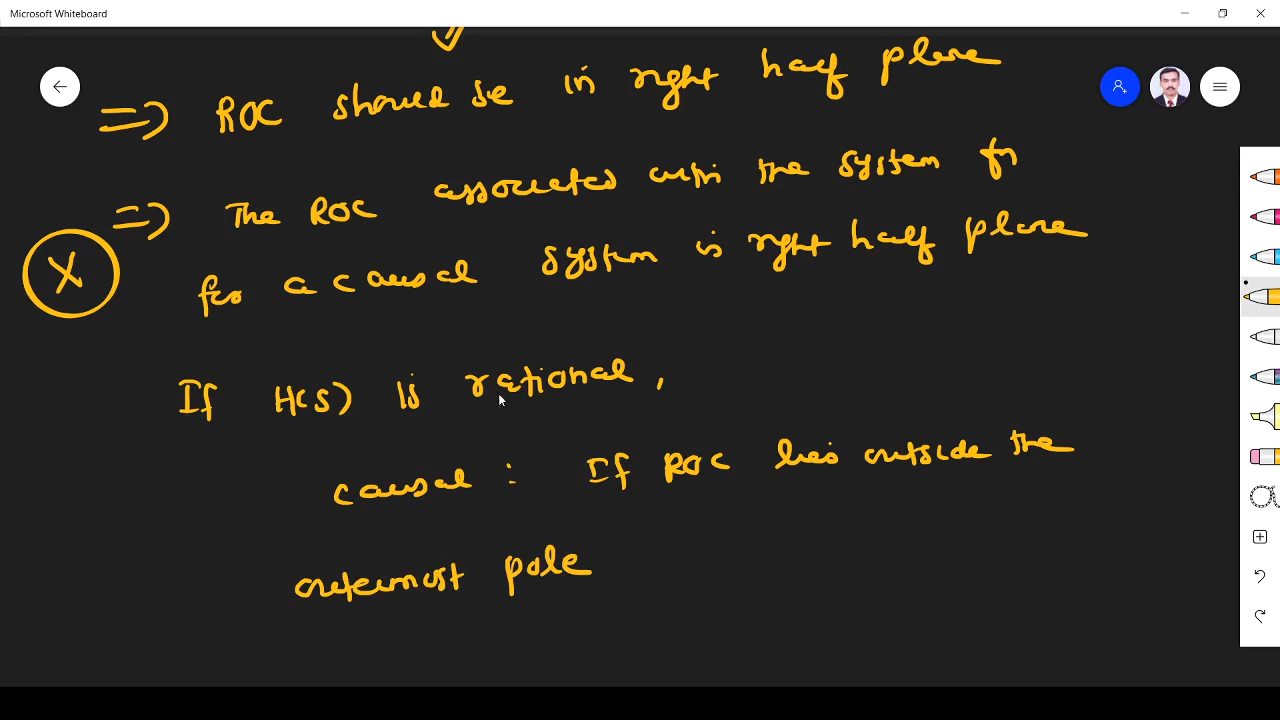 Microsoft Whiteboard
=> ROC should be in right half plane
=> The ROC associated with the system fn
X for a causal system is right half plane
If H(s) is rational,
causal : If ROC lies outside the
outermost pole